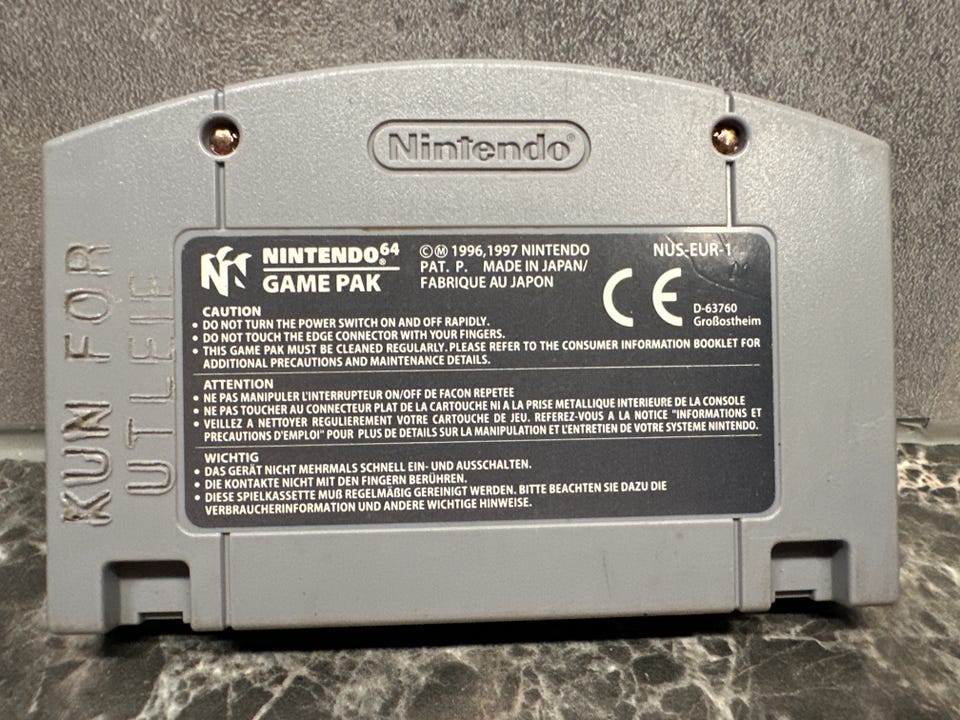 Nintendo®
KUN FOR
UTLEIE
NINTENDO®64
GAME PAK
©Ⓜ 1996,1997 NINTENDO
PAT. P. MADE IN JAPAN/
FABRIQUE AU JAPON
NUS-EUR-1
CE
D-63760
Großostheim
CAUTION
• DO NOT TURN THE POWER SWITCH ON AND OFF RAPIDLY.
• DO NOT TOUCH THE EDGE CONNECTOR WITH YOUR FINGERS.
• THIS GAME PAK MUST BE CLEANED REGULARLY. PLEASE REFER TO THE CONSUMER INFORMATION BOOKLET FOR
ADDITIONAL PRECAUTIONS AND MAINTENANCE DETAILS.
ATTENTION
• NE PAS MANIPULER L'INTERRUPTEUR ON/OFF DE FACON REPETEE
• NE PAS TOUCHER AU CONNECTEUR PLAT DE LA CARTOUCHE NI A LA PRISE METALLIQUE INTERIEURE DE LA CONSOLE
• VEILLEZ A NETTOYER REGULIEREMENT VOTRE CARTOUCHE DE JEU. REFEREZ-VOUS A LA NOTICE "INFORMATIONS ET
PRECAUTIONS D'EMPLOI" POUR PLUS DE DETAILS SUR LA MANIPULATION ET L'ENTRETIEN DE VOTRE SYSTEME NINTENDO.
WICHTIG
• DAS GERÄT NICHT MEHRMALS SCHNELL EIN- UND AUSSCHALTEN.
• DIE KONTAKTE NICHT MIT DEN FINGERN BERÜHREN.
• DIESE SPIELKASSETTE MUß REGELMÄßIG GEREINIGT WERDEN. BITTE BEACHTEN SIE DAZU DIE
VERBRAUCHERINFORMATION UND ANDERE WICHTIGE HINWEISE.